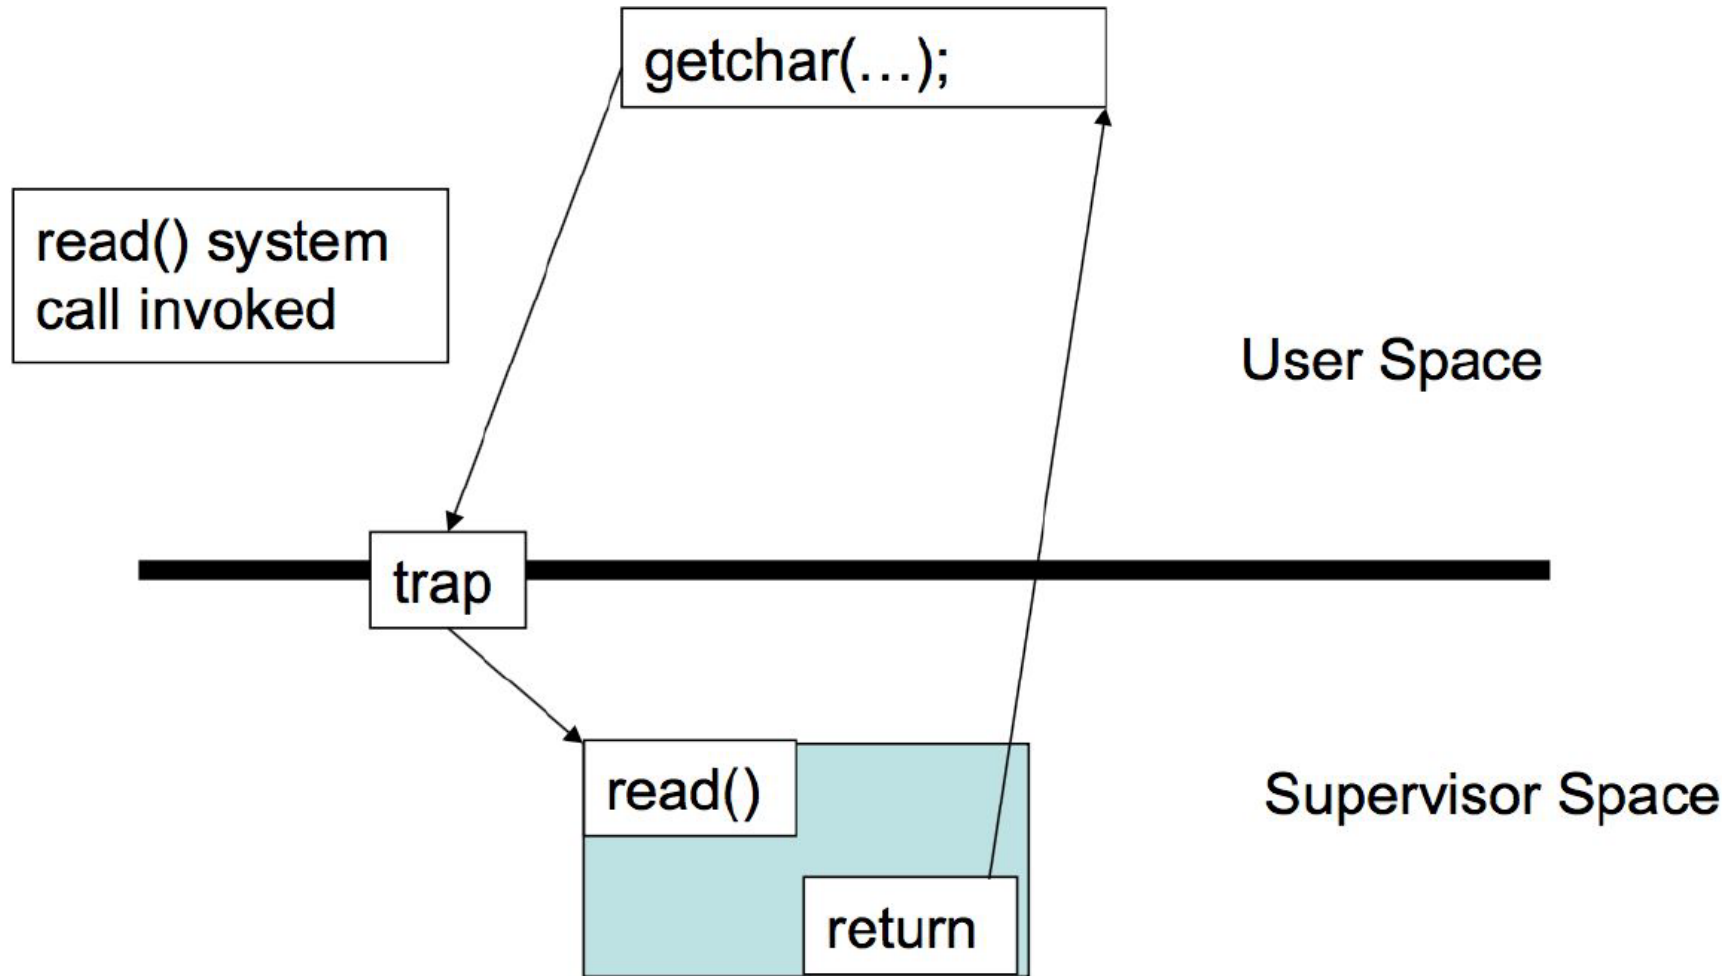 getchar(…);
read() system
call invoked
User Space
trap
read()
Supervisor Space
return